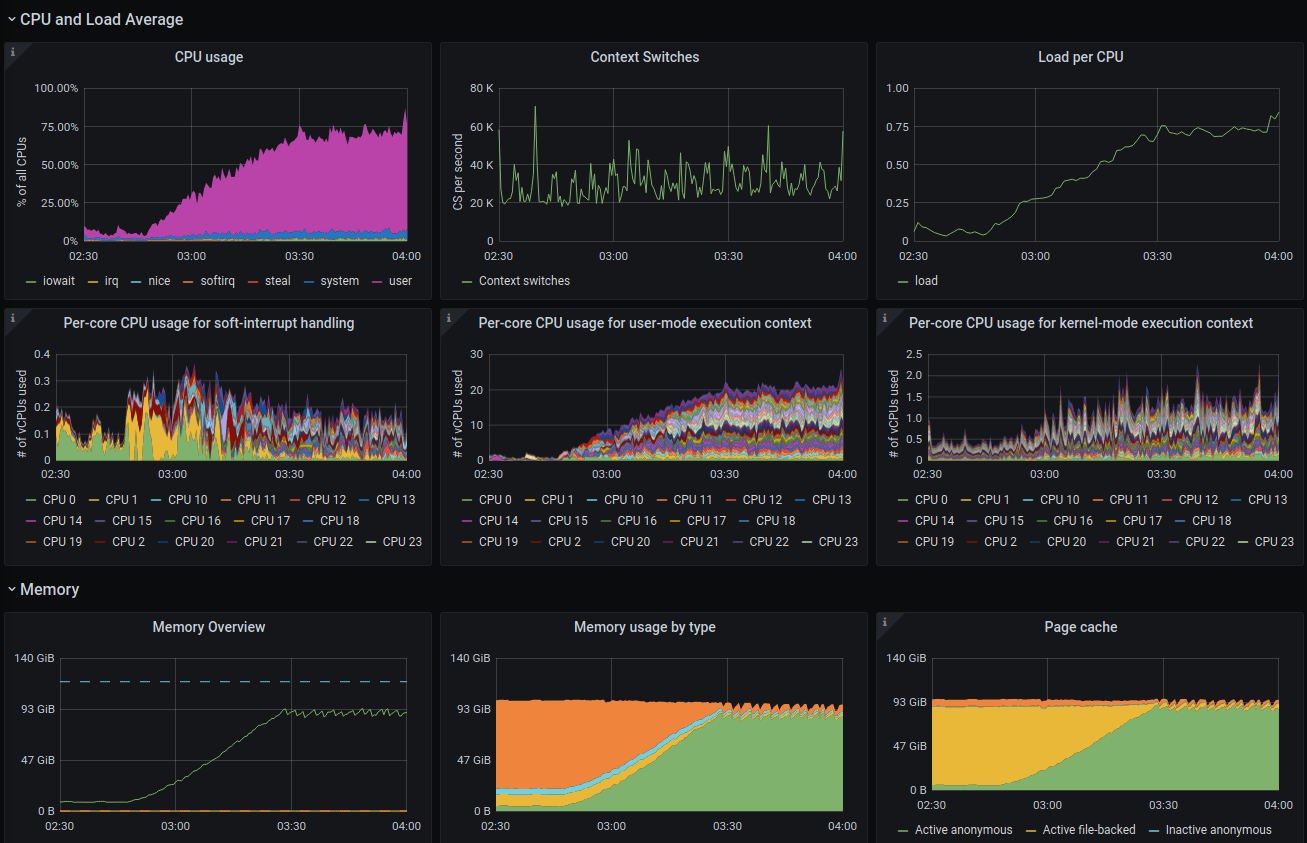 CPU and Load Average
CPU usage
% of all CPUs
100.00%
75.00%
50.00%
25.00%
0%
02:30 03:00 03:30 04:00
iowait irq nice softirq steal system user
Context Switches
CS per second
80 K
60 K
40 K
20 K
0
02:30 03:00 03:30 04:00
Context switches
Load per CPU
1.00
0.75
0.50
0.25
0
02:30 03:00 03:30 04:00
load
Per-core CPU usage for soft-interrupt handling
# of vCPUs used
0.4
0.3
0.2
0.1
0
02:30 03:00 03:30 04:00
CPU 0 CPU 1 CPU 10 CPU 11 CPU 12 CPU 13
CPU 14 CPU 15 CPU 16 CPU 17 CPU 18
CPU 19 CPU 2 CPU 20 CPU 21 CPU 22 CPU 23
Per-core CPU usage for user-mode execution context
# of vCPUs used
30
20
10
0
02:30 03:00 03:30 04:00
CPU 0 CPU 1 CPU 10 CPU 11 CPU 12 CPU 13
CPU 14 CPU 15 CPU 16 CPU 17 CPU 18
CPU 19 CPU 2 CPU 20 CPU 21 CPU 22 CPU 23
Per-core CPU usage for kernel-mode execution context
# of vCPUs used
2.5
2.0
1.5
1.0
0.5
0
02:30 03:00 03:30 04:00
CPU 0 CPU 1 CPU 10 CPU 11 CPU 12 CPU 13
CPU 14 CPU 15 CPU 16 CPU 17 CPU 18
CPU 19 CPU 2 CPU 20 CPU 21 CPU 22 CPU 23
Memory
Memory Overview
140 GiB
93 GiB
47 GiB
0 B
02:30 03:00 03:30 04:00
Memory usage by type
140 GiB
93 GiB
47 GiB
0 B
02:30 03:00 03:30 04:00
Page cache
140 GiB
93 GiB
47 GiB
0 B
02:30 03:00 03:30 04:00
Active anonymous Active file-backed Inactive anonymous